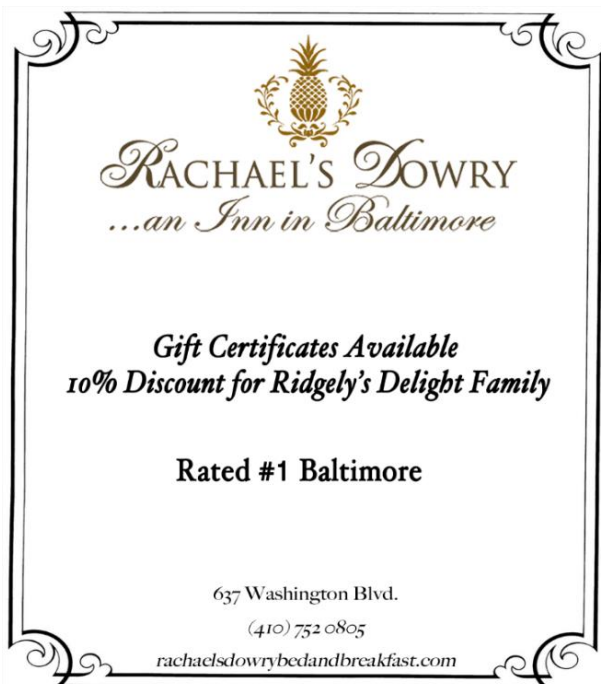 RACHAEL'S DOWRY
...an Inn in Baltimore
Gift Certificates Available
10% Discount for Ridgely's Delight Family
Rated #1 Baltimore
637 Washington Blvd.
(410) 752 0805
rachaelsdowrybedandbreakfast.com